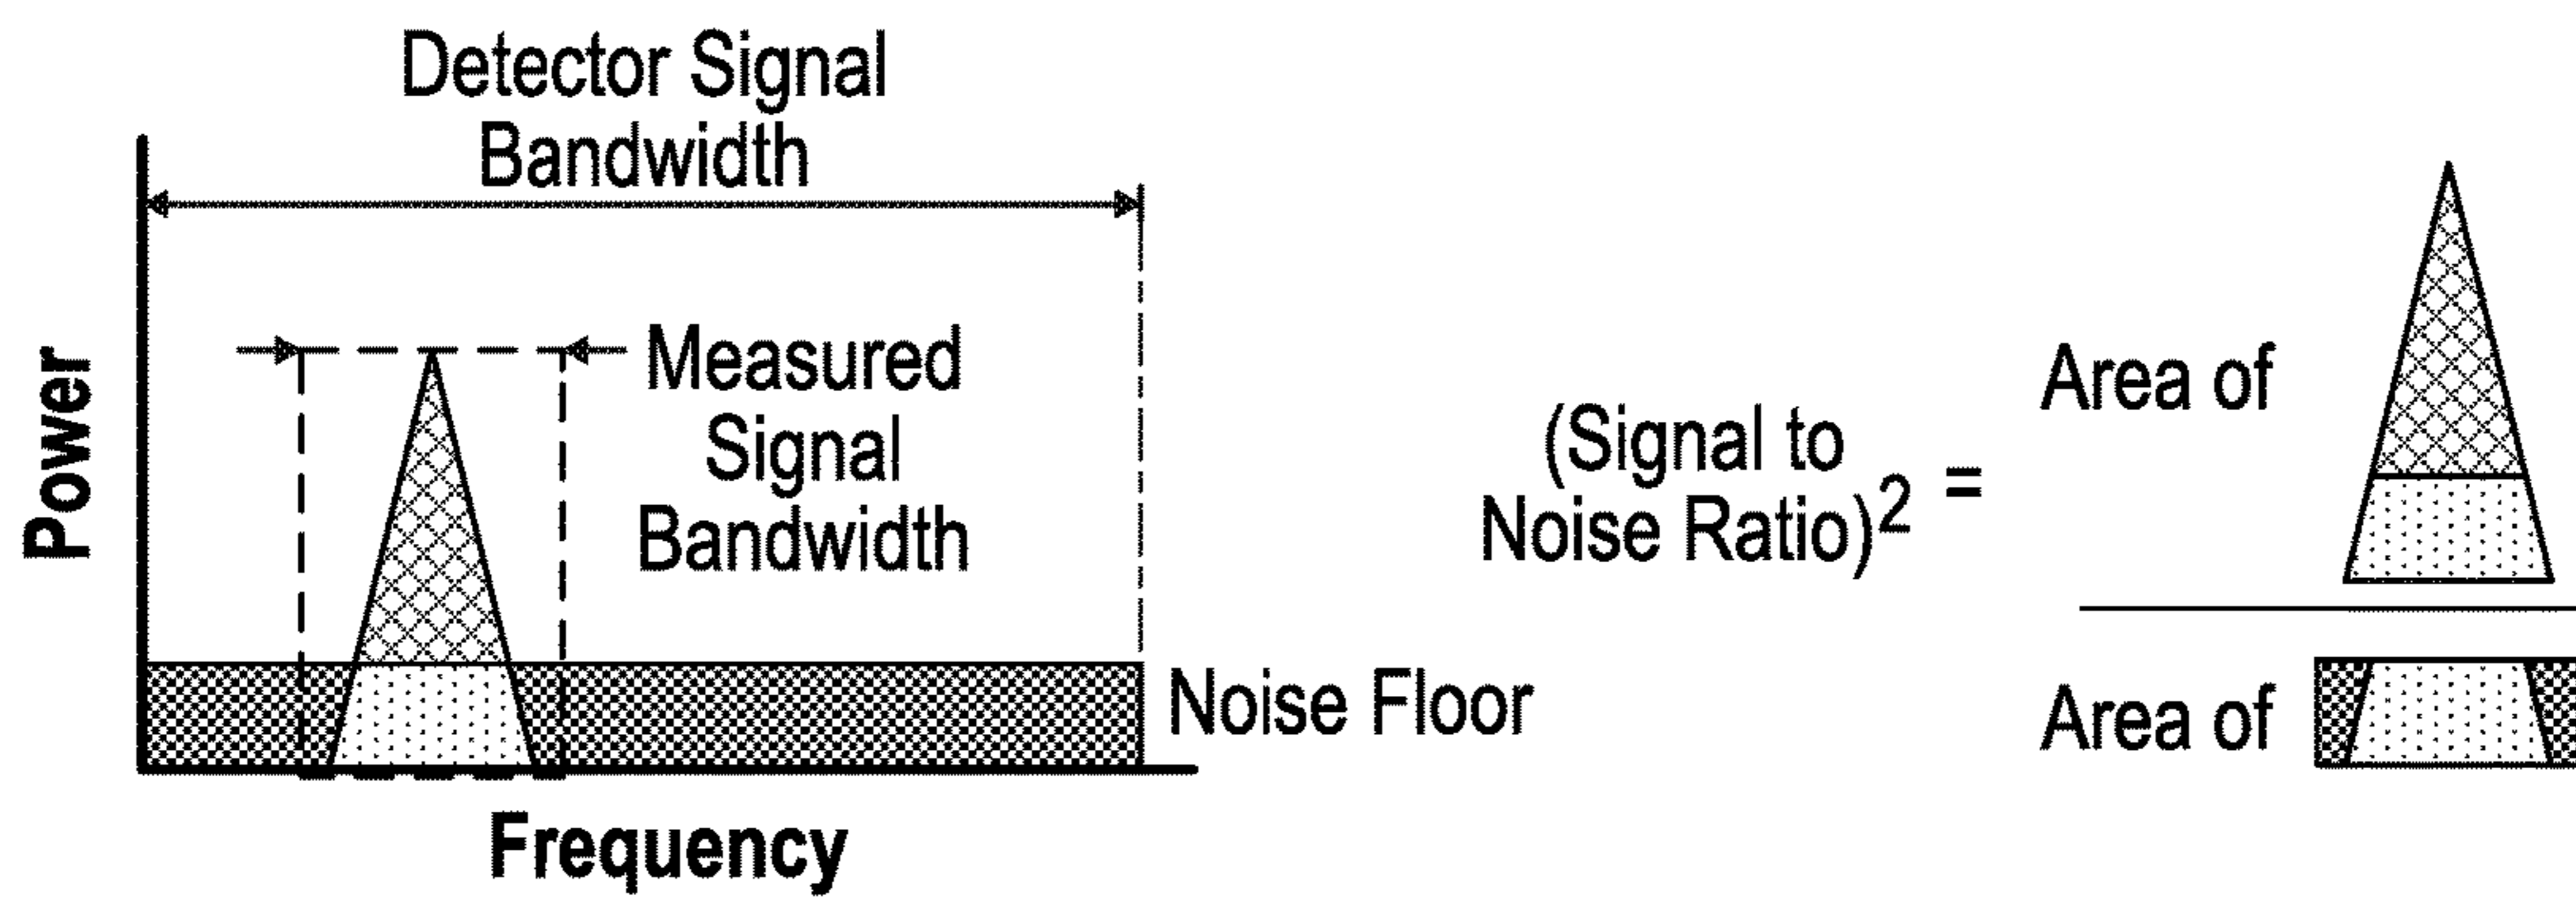 Detector Signal
Bandwidth
Power
Measured
Signal
Bandwidth
Noise Floor
Frequency
(Signal to
Noise Ratio)² =
Area of
Area of